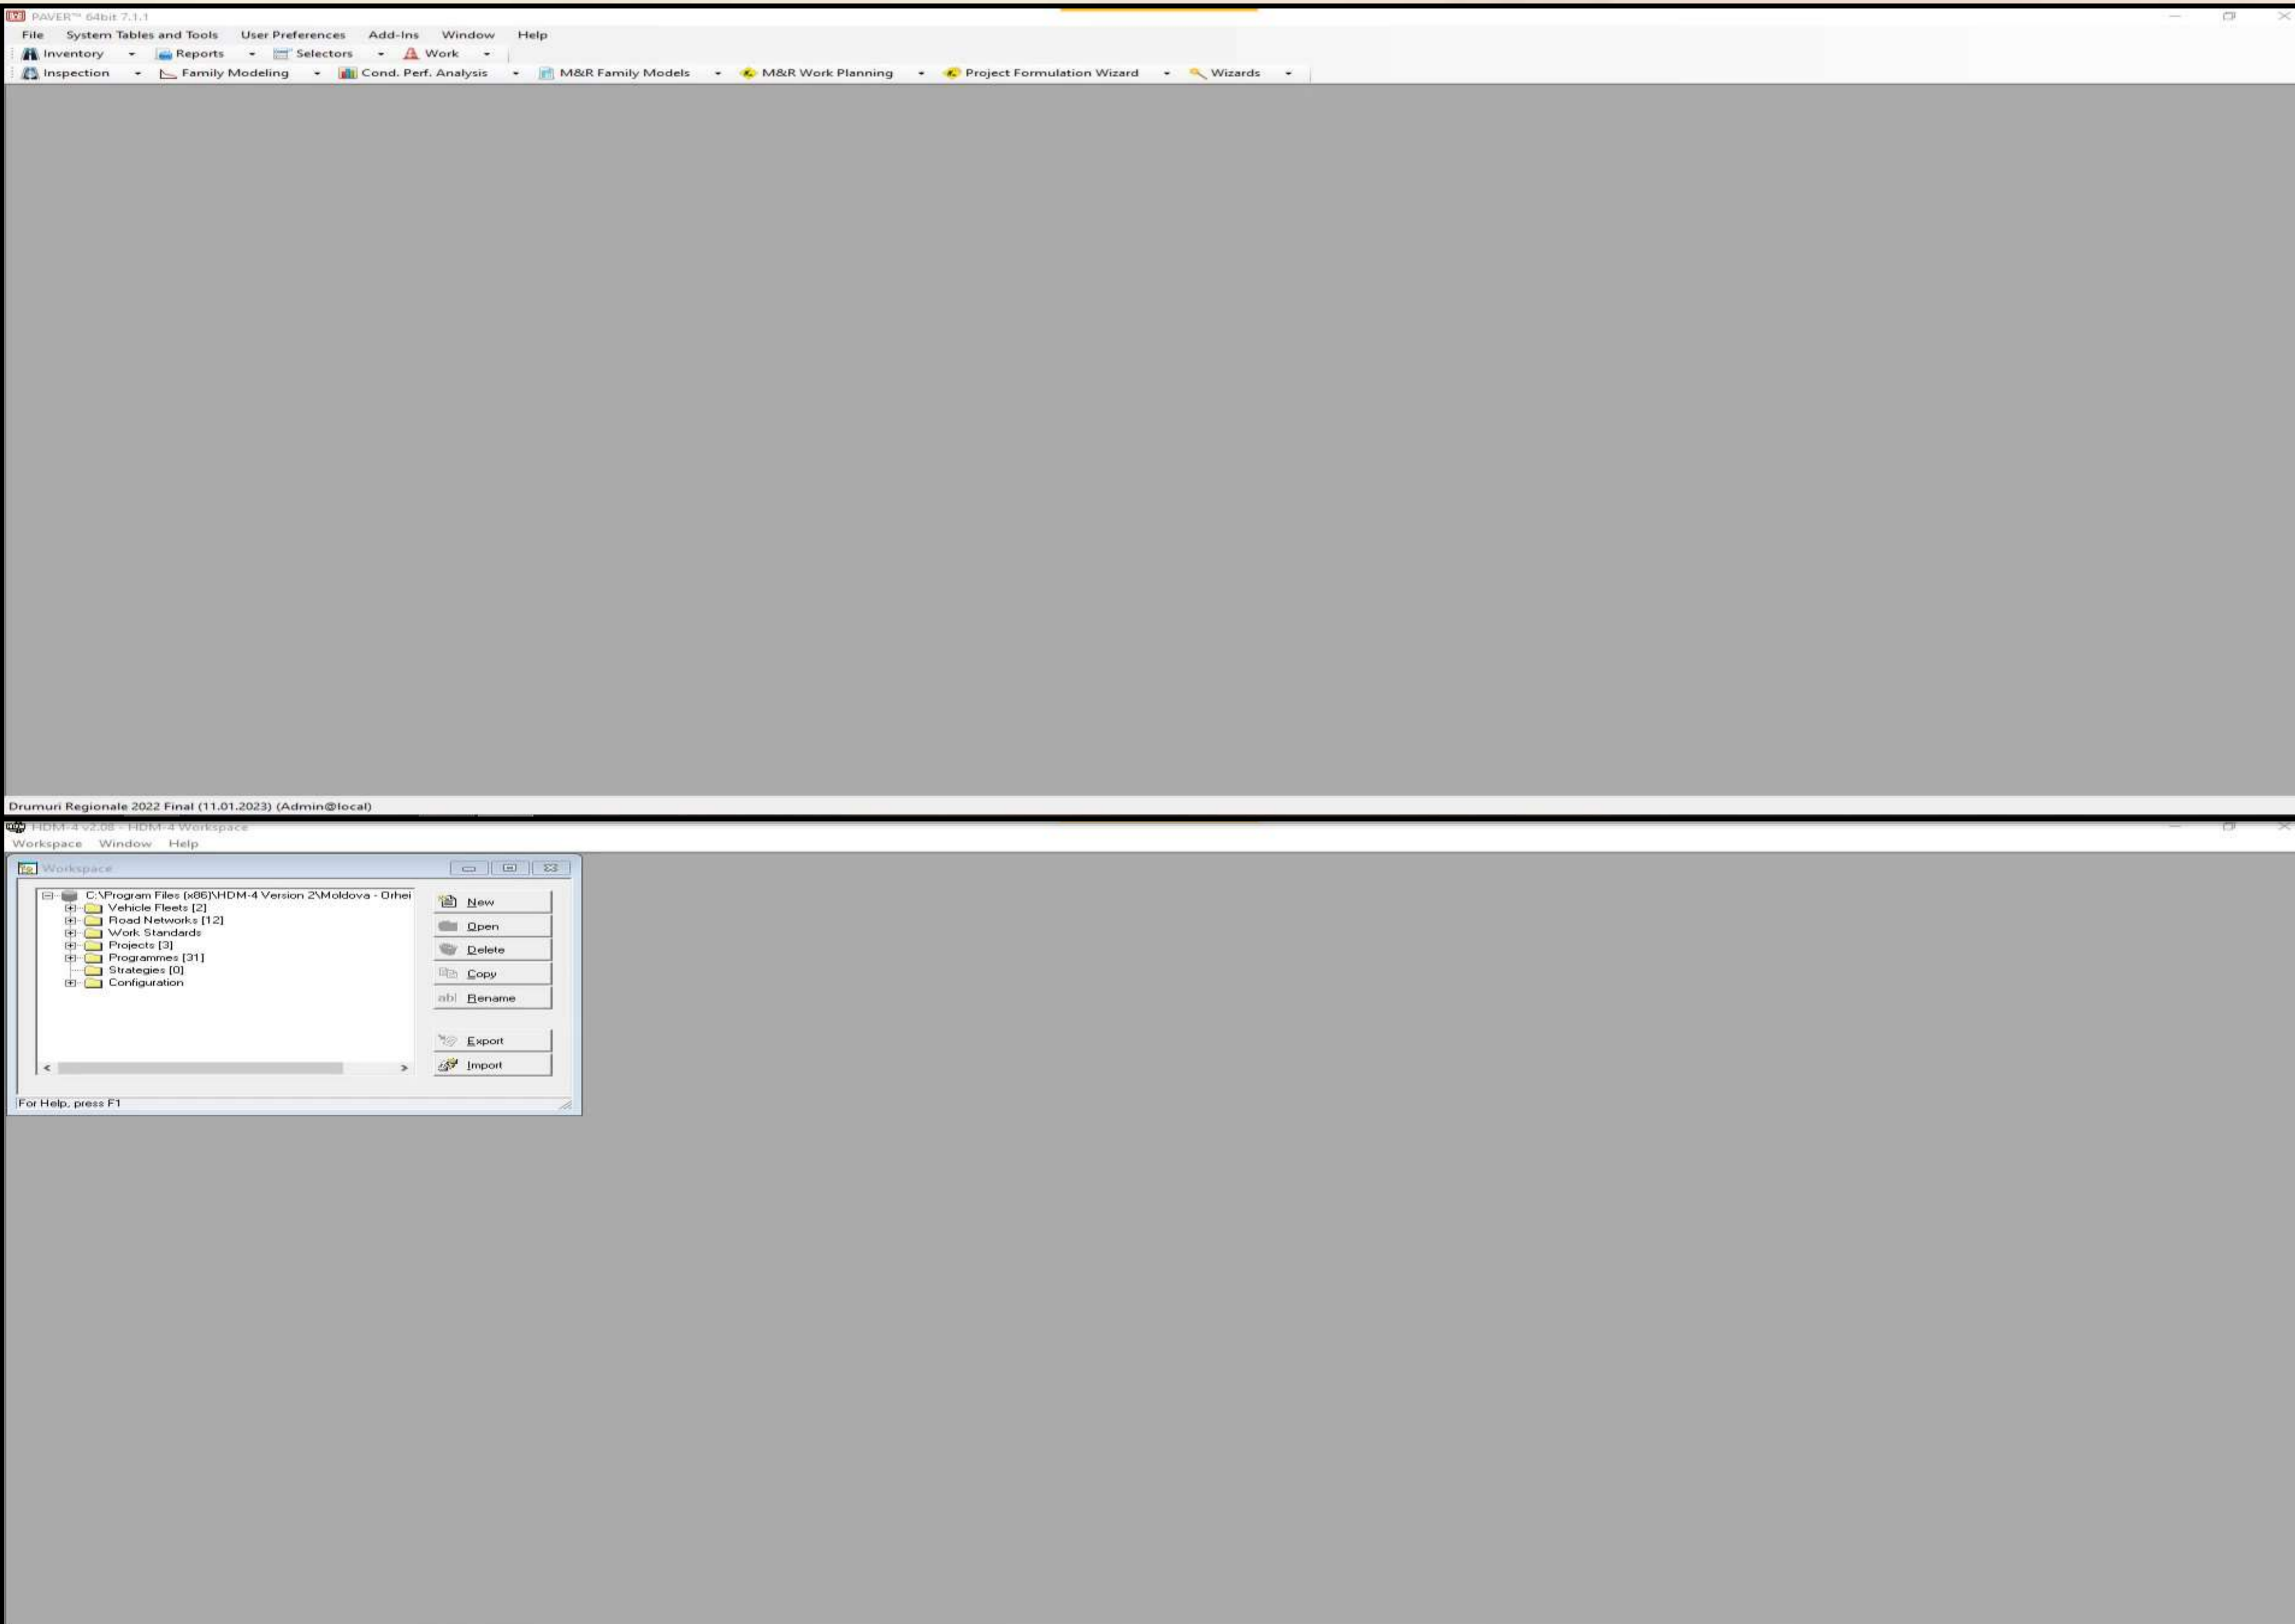 PAVER™ 64bit 7.1.1
File System Tables and Tools User Preferences Add-Ins Window Help
Inventory Reports Selectors Work
Inspection Family Modeling Cond. Perf. Analysis M&R Family Models M&R Work Planning Project Formulation Wizard Wizards
Drumuri Regionale 2022 Final (11.01.2023) (Admin@local)
HDM-4 v2.08 - HDM-4 Workspace
Workspace Window Help
Workspace
C:\Program Files (x86)\HDM-4 Version 2\Moldova - Orhei
Vehicle Fleets [2]
Road Networks [12]
Work Standards
Projects [3]
Programmes [31]
Strategies [0]
Configuration
New
Open
Delete
Copy
abl Rename
Export
Import
For Help, press F1